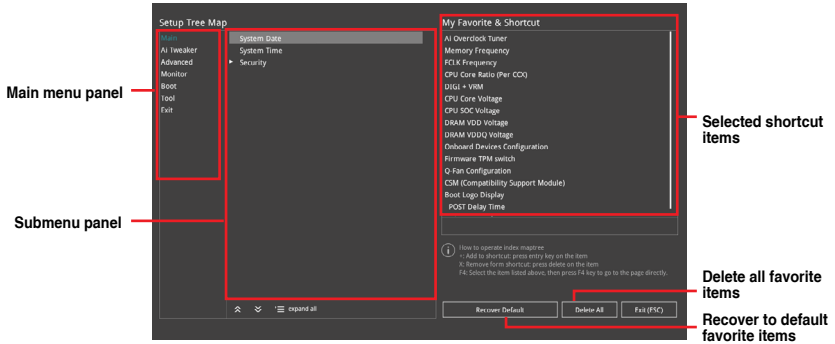 Setup Tree Map
My Favorite & Shortcut
Main
Ai Tweaker
Advanced
Monitor
Boot
Tool
Exit
System Date
System Time
Security
AI Overclock Tuner
Memory Frequency
FCLK Frequency
CPU Core Ratio (Per CCX)
DIGI + VRM
CPU Core Voltage
CPU SOC Voltage
DRAM VDD Voltage
DRAM VDDQ Voltage
Onboard Devices Configuration
Firmware TPM switch
Q-Fan Configuration
CSM (Compatibility Support Module)
Boot Logo Display
POST Delay Time
Main menu panel
Submenu panel
Selected shortcut
items
How to operate index maptree
+: Add to shortcut: press entry key on the item
X: Remove form shortcut: press delete on the item
F4: Select the item listed above, then press F4 key to go to the page directly.
expand all
Recover Default
Delete All
Exit (ESC)
Delete all favorite
items
Recover to default
favorite items